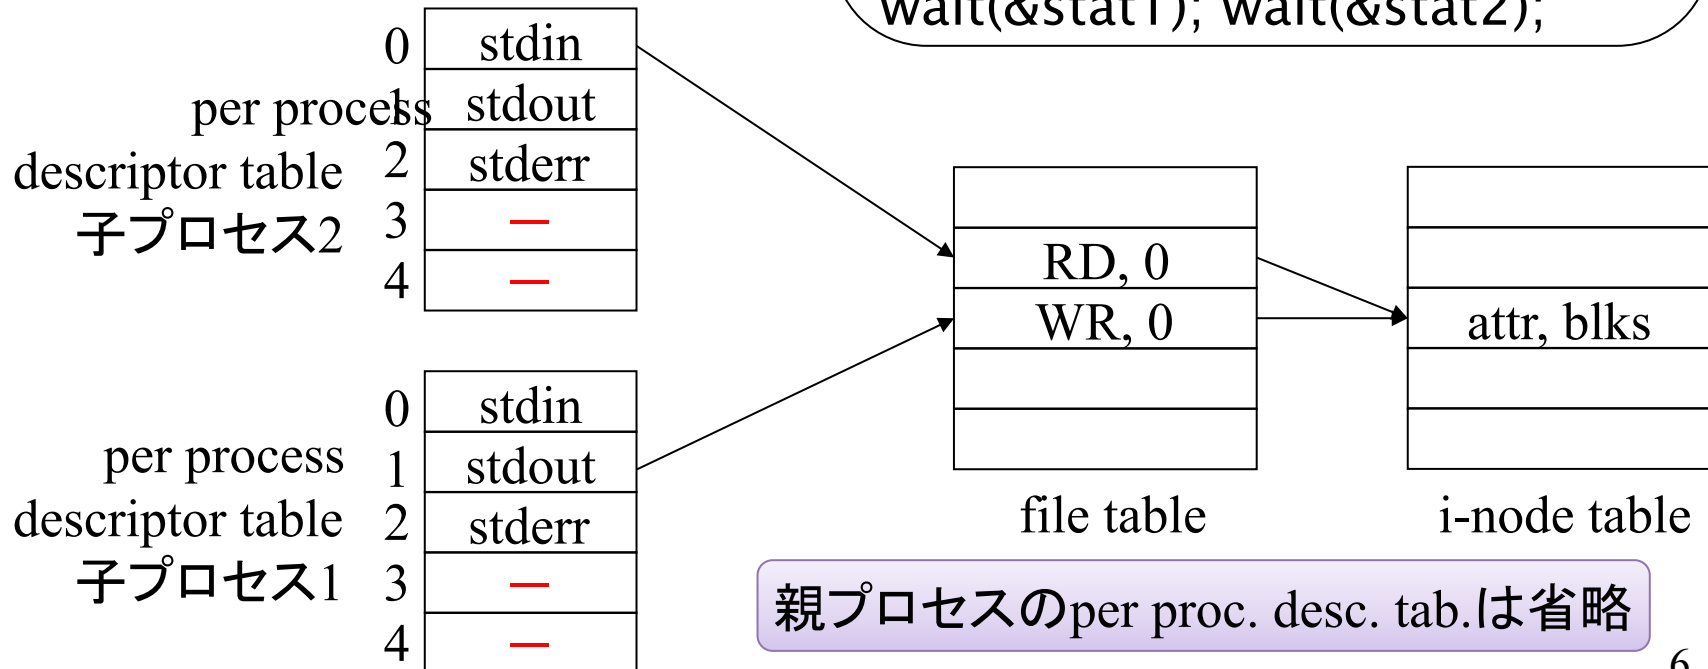 wait(&stat1); wait(&stat2);
0 stdin
1 stdout
2 stderr
3 —
4 —
per process
descriptor table
子プロセス2
0 stdin
1 stdout
2 stderr
3 —
4 —
per process
descriptor table
子プロセス1
RD, 0
WR, 0
file table
attr, blks
i-node table
親プロセスのper proc. desc. tab.は省略
6